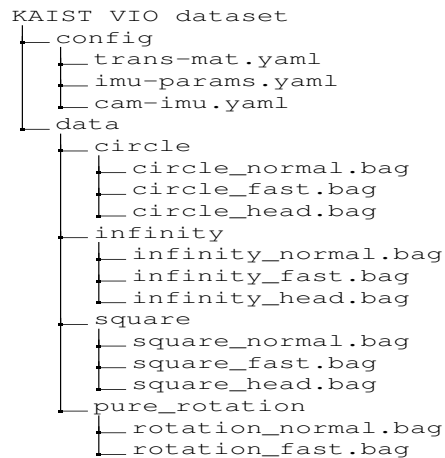 KAIST VIO dataset
config
trans-mat.yaml
imu-params.yaml
cam-imu.yaml
data
circle
circle_normal.bag
circle_fast.bag
circle_head.bag
infinity
infinity_normal.bag
infinity_fast.bag
infinity_head.bag
square
square_normal.bag
square_fast.bag
square_head.bag
pure_rotation
rotation_normal.bag
rotation_fast.bag